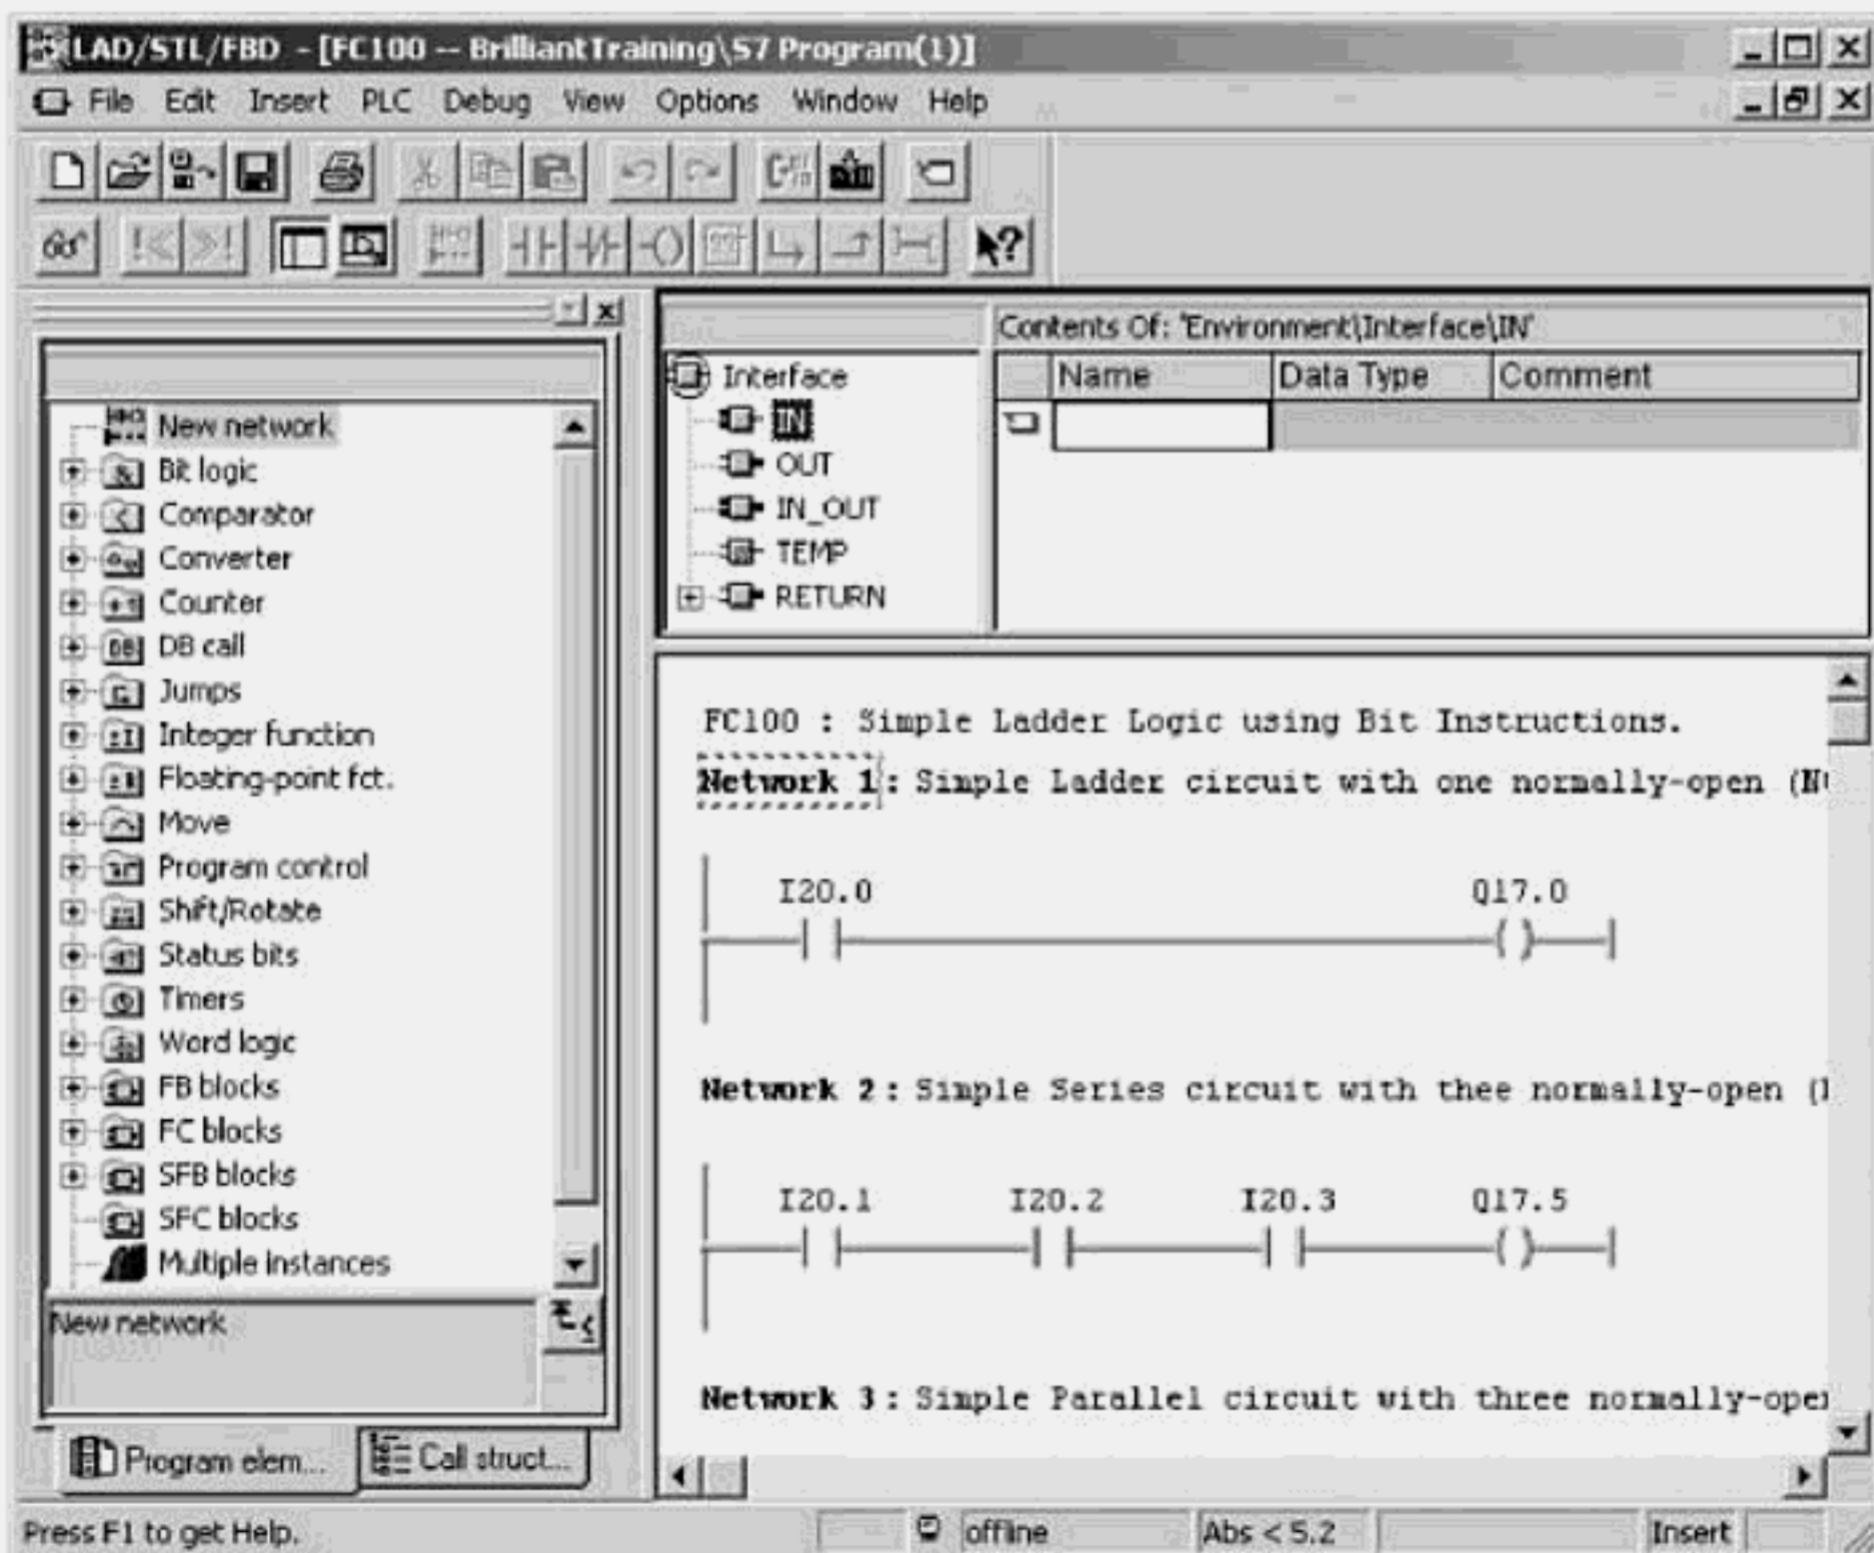 LAD/STL/FBD - [FC100 -- BrilliantTraining\S7 Program(1)]
File Edit Insert PLC Debug View Options Window Help
New network
Bit logic
Comparator
Converter
Counter
DB call
Jumps
Integer function
Floating-point fct.
Move
Program control
Shift/Rotate
Status bits
Timers
Word logic
FB blocks
FC blocks
SFB blocks
SFC blocks
Multiple instances
New network
Program elem...
Call struct...
Interface
IN
OUT
IN_OUT
TEMP
RETURN
Contents Of: 'Environment\Interface\IN'
Name Data Type Comment
FC100 : Simple Ladder Logic using Bit Instructions.
Network 1 : Simple Ladder circuit with one normally-open
I20.0 Q17.0
Network 2 : Simple Series circuit with thee normally-open
I20.1 I20.2 I20.3 Q17.5
Network 3 : Simple Parallel circuit with three
Press F1 to get Help.
offline
Abs < 5.2
Insert